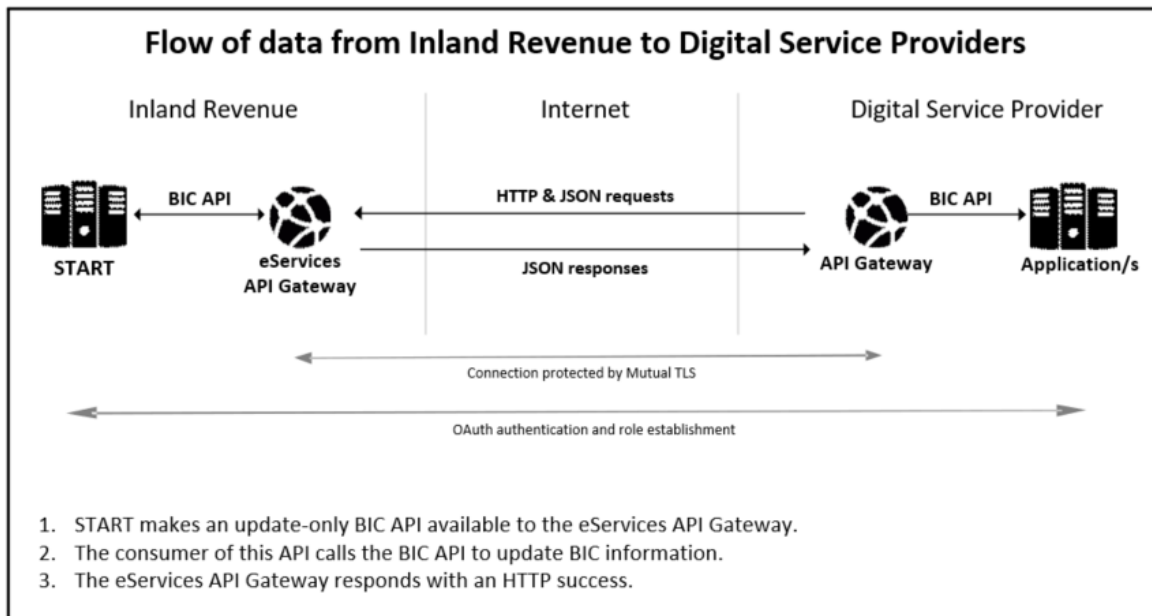 Flow of data from Inland Revenue to Digital Service Providers
Inland Revenue
Internet
Digital Service Provider
BIC API
HTTP & JSON requests
BIC API
START
eServices
API Gateway
JSON responses
API Gateway
Application/s
Connection protected by Mutual TLS
OAuth authentication and role establishment
1. START makes an update-only BIC API available to the eServices API Gateway.
2. The consumer of this API calls the BIC API to update BIC information.
3. The eServices API Gateway responds with an HTTP success.